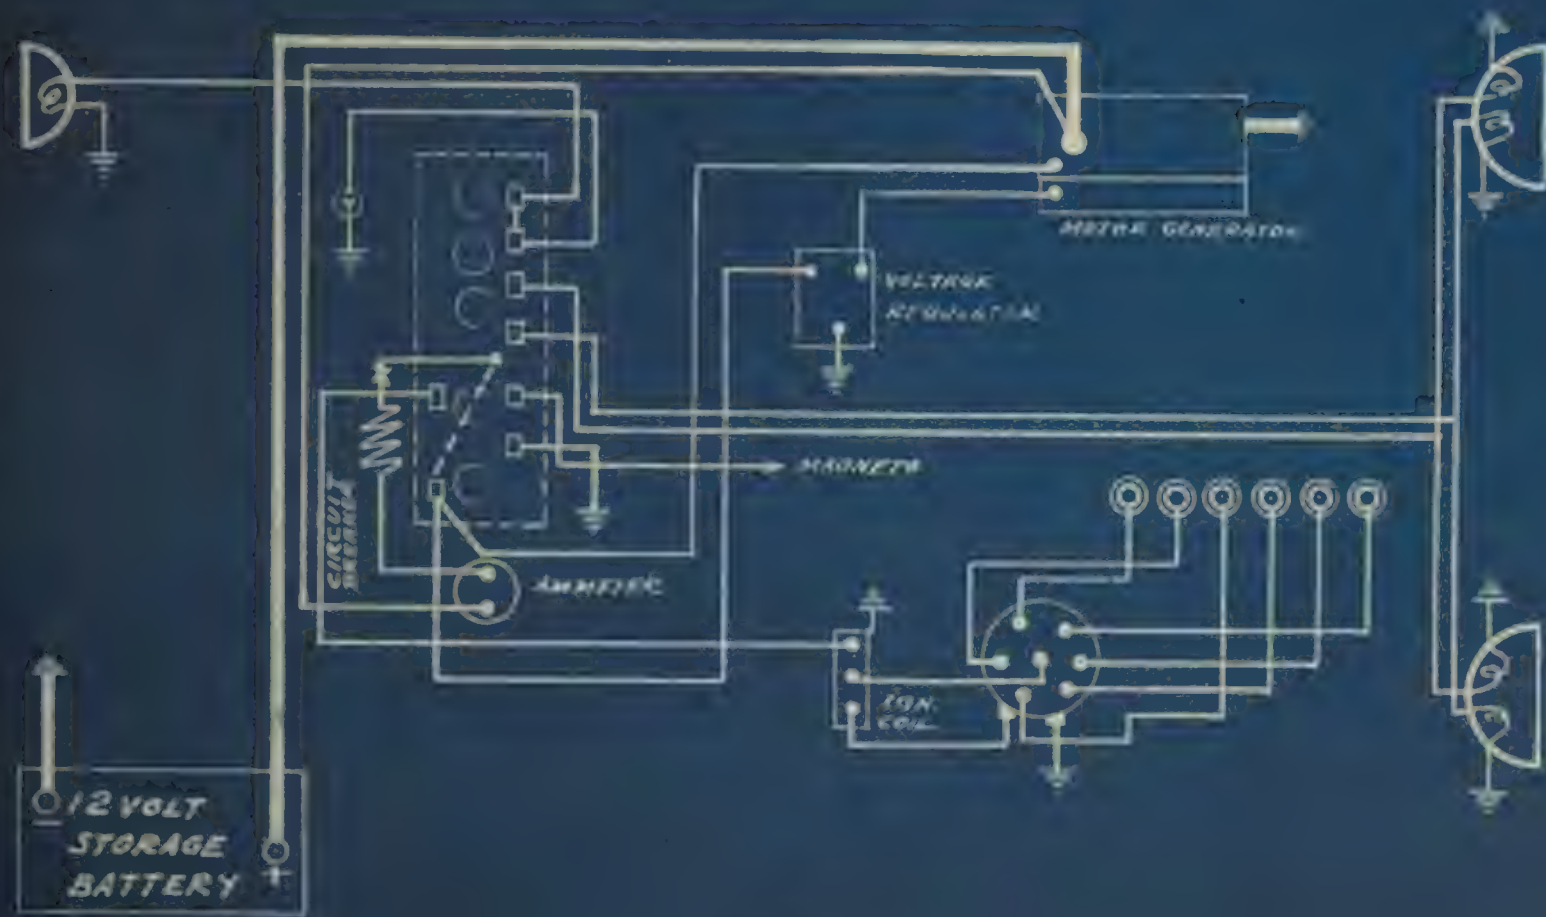 MOTOR GENERATOR
VOLTAGE
REGULATOR
MAGNETO
CIRCUIT
BREAKER
AMMETER
IGN.
COIL
12 VOLT
STORAGE
BATTERY
- +